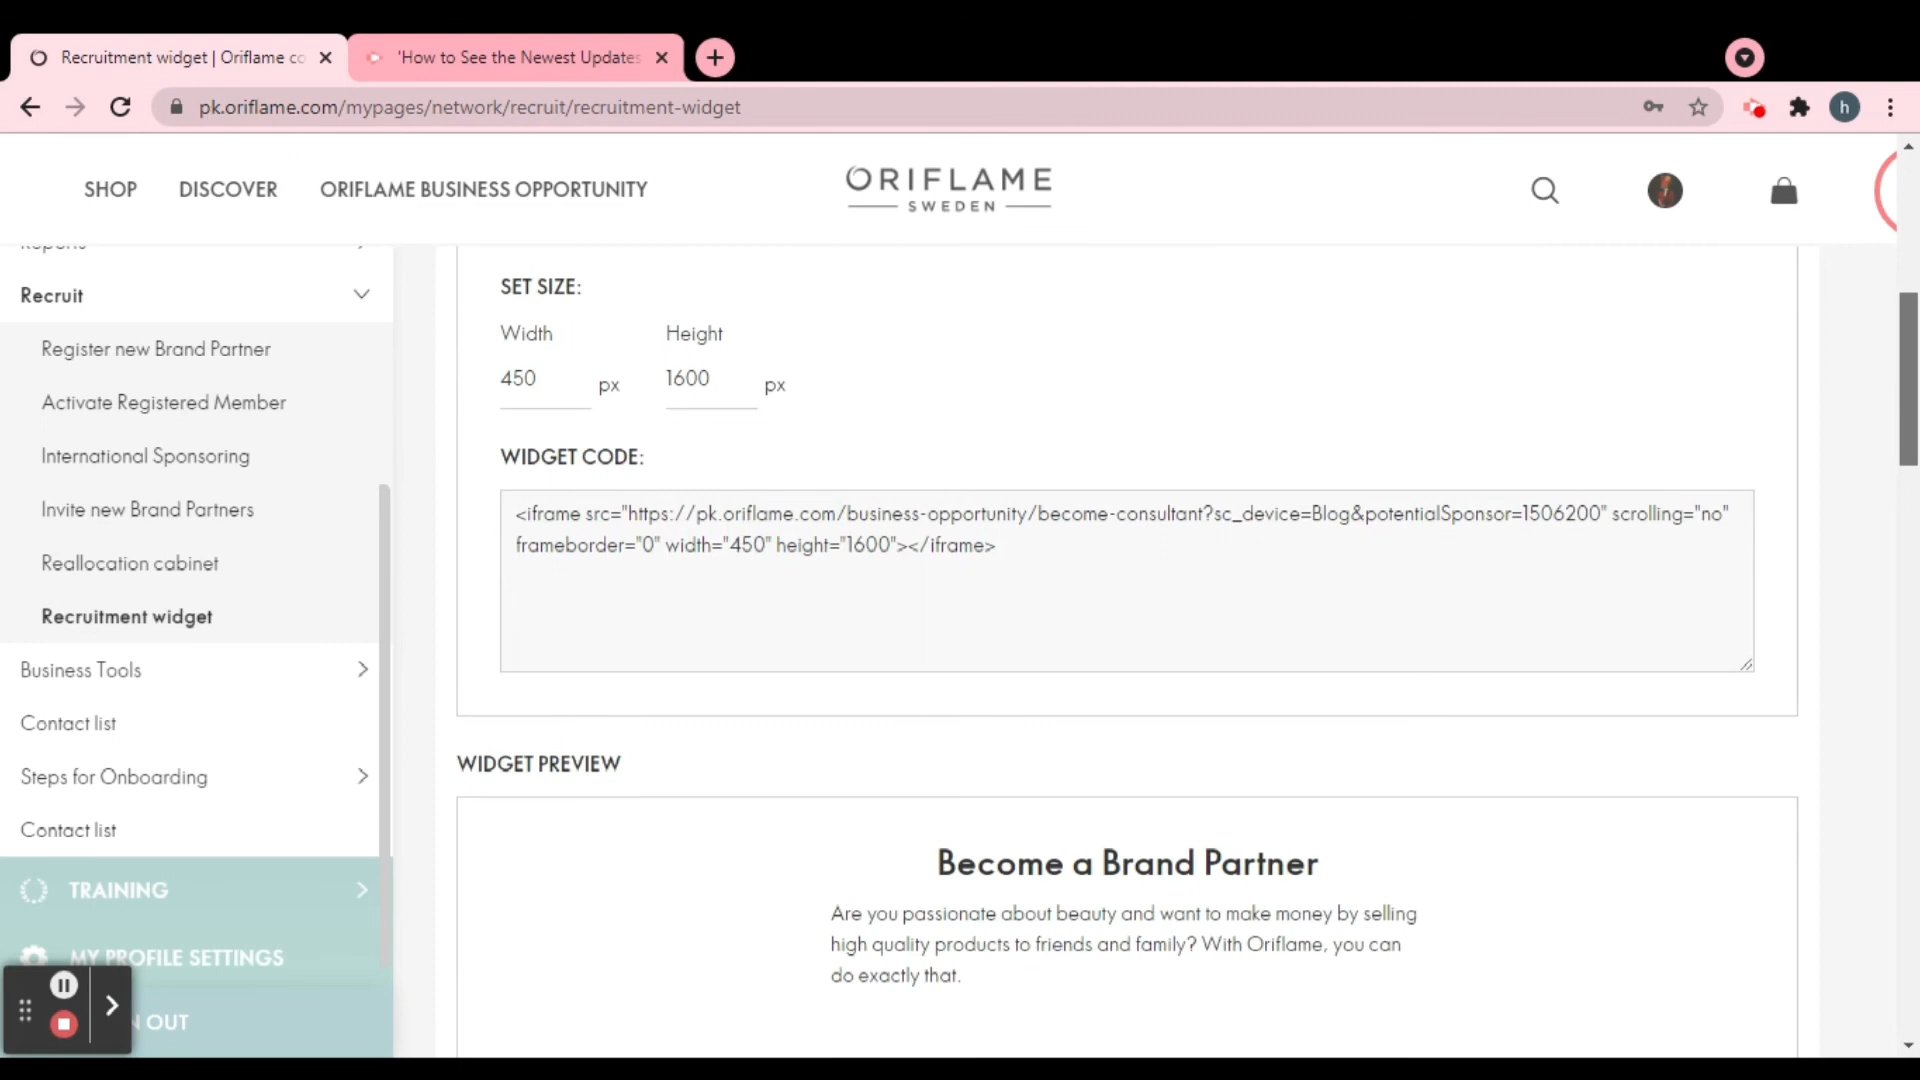 Recruitment widget | Oriflame co
'How to See the Newest Updates
pk.oriflame.com/mypages/network/recruit/recruitment-widget
h
SHOP
DISCOVER
ORIFLAME BUSINESS OPPORTUNITY
ORIFLAME
SWEDEN
Reports
Recruit
Register new Brand Partner
Activate Registered Member
International Sponsoring
Invite new Brand Partners
Reallocation cabinet
Recruitment widget
Business Tools
Contact list
Steps for Onboarding
Contact list
TRAINING
MY PROFILE SETTINGS
N OUT
SET SIZE:
Width
Height
450 px
1600 px
WIDGET CODE:
<iframe src="https://pk.oriflame.com/business-opportunity/become-consultant?sc_device=Blog&potentialSponsor=1506200" scrolling="no"
frameborder="0" width="450" height="1600"></iframe>
WIDGET PREVIEW
Become a Brand Partner
Are you passionate about beauty and want to make money by selling
high quality products to friends and family? With Oriflame, you can
do exactly that.